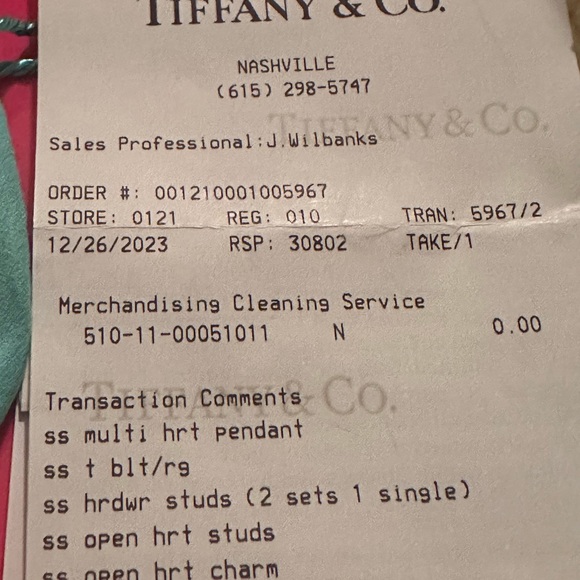 TIFFANY & CO.
NASHVILLE
(615) 298-5747
TIFFANY & CO.
Sales Professional:J.Wilbanks
ORDER #: 001210001005967
STORE: 0121 REG: 010 TRAN: 5967/2
12/26/2023 RSP: 30802 TAKE/1
Merchandising Cleaning Service
510-11-00051011 N 0.00
TIFFANY & CO.
Transaction Comments
ss multi hrt pendant
ss t blt/rg
ss hrdwr studs (2 sets 1 single)
ss open hrt studs
ss open hrt charm